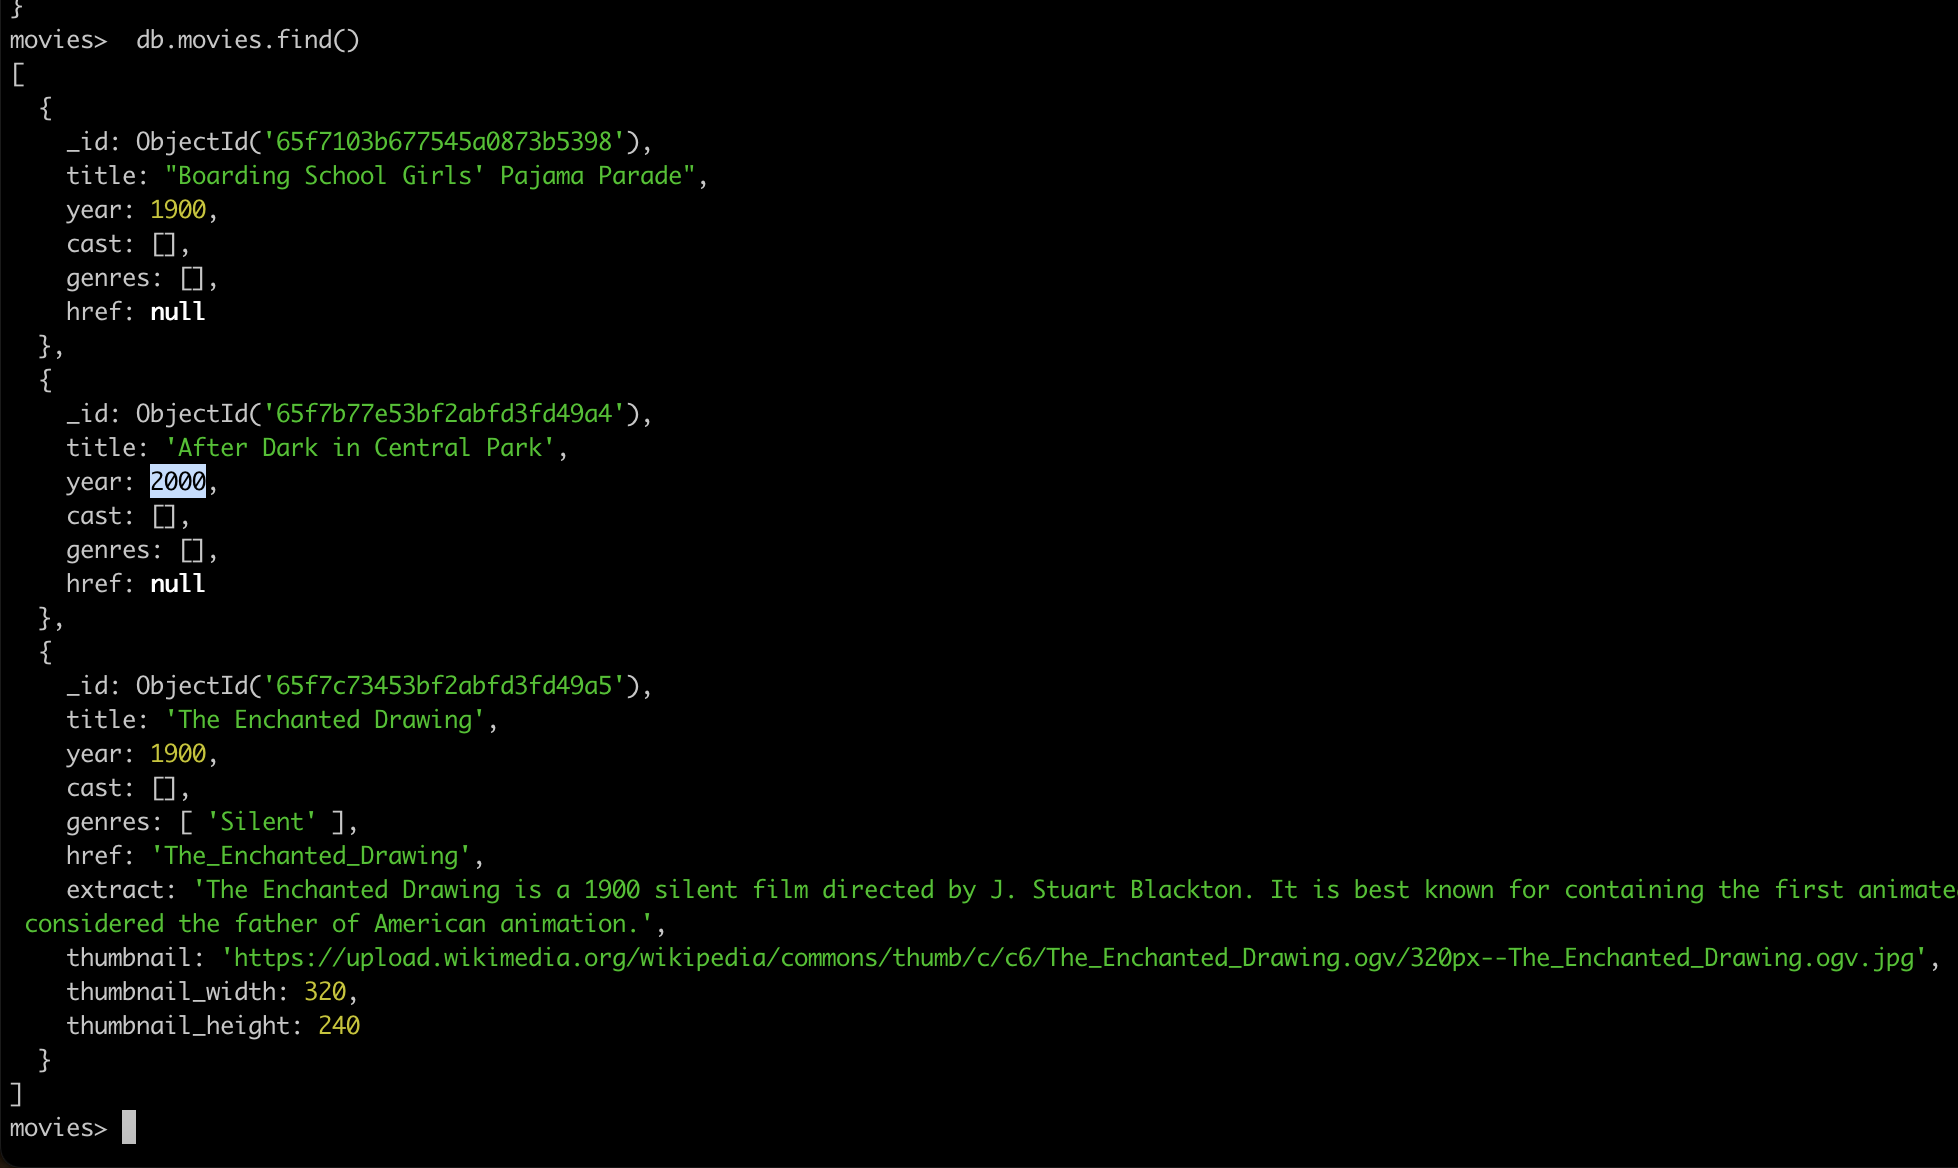 }
movies>  db.movies.find()
[
  {
    _id: ObjectId('65f7103b677545a0873b5398'),
    title: "Boarding School Girls' Pajama Parade",
    year: 1900,
    cast: [],
    genres: [],
    href: null
  },
  {
    _id: ObjectId('65f7b77e53bf2abfd3fd49a4'),
    title: 'After Dark in Central Park',
    year: 2000,
    cast: [],
    genres: [],
    href: null
  },
  {
    _id: ObjectId('65f7c73453bf2abfd3fd49a5'),
    title: 'The Enchanted Drawing',
    year: 1900,
    cast: [],
    genres: [ 'Silent' ],
    href: 'The_Enchanted_Drawing',
    extract: 'The Enchanted Drawing is a 1900 silent film directed by J. Stuart Blackton. It is best known for containing the first animate
 considered the father of American animation.',
    thumbnail: 'https://upload.wikimedia.org/wikipedia/commons/thumb/c/c6/The_Enchanted_Drawing.ogv/320px--The_Enchanted_Drawing.ogv.jpg',
    thumbnail_width: 320,
    thumbnail_height: 240
  }
]
movies>